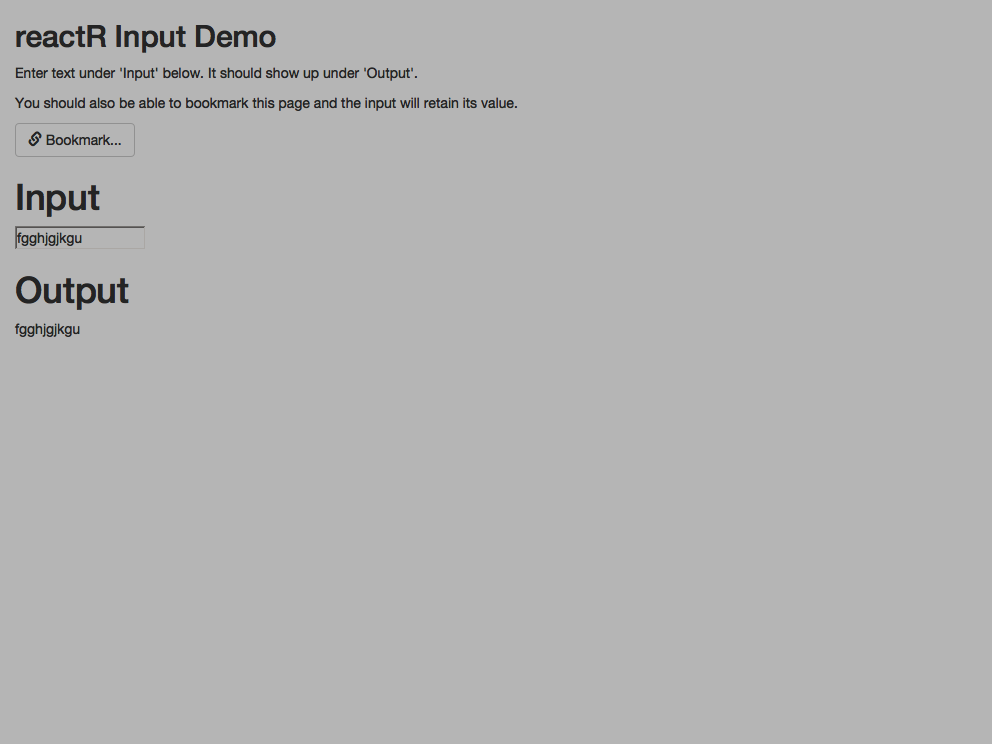 reactR Input Demo
Enter text under 'Input' below. It should show up under 'Output'.
You should also be able to bookmark this page and the input will retain its value.
Bookmark...
Input
fgghjgjkgu
Output
fgghjgjkgu